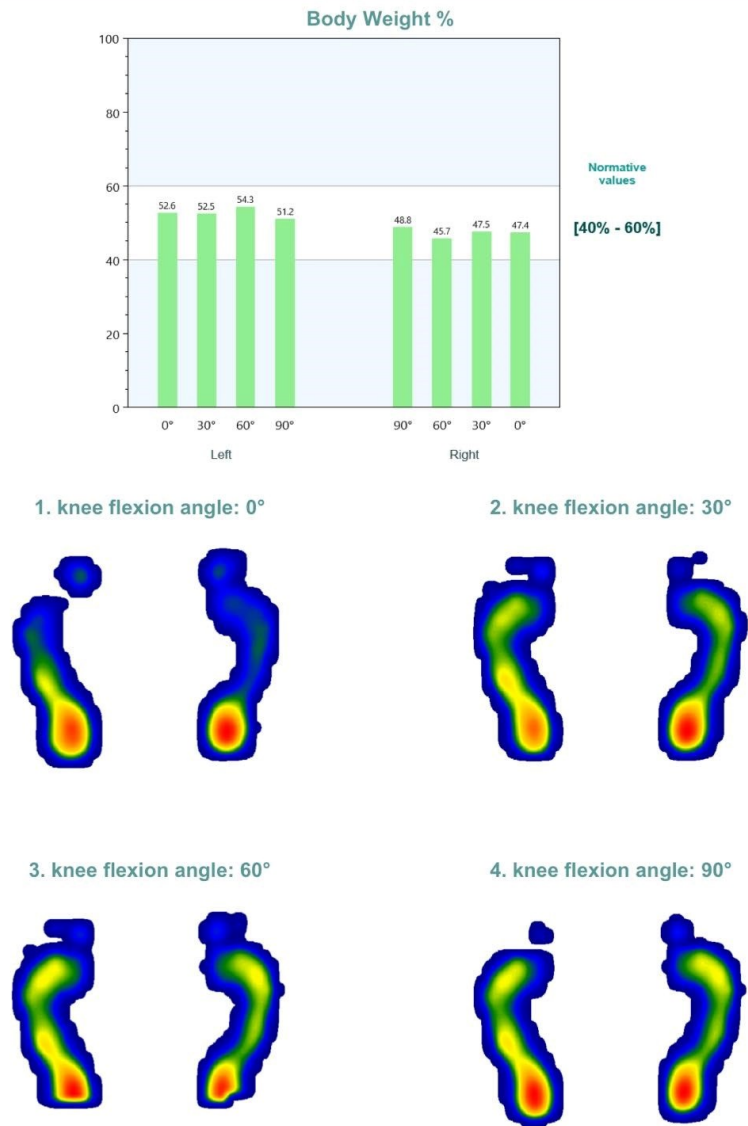 Body Weight %
100
80
60
40
20
0
52.6 52.5 54.3 51.2 48.8 45.7 47.5 47.4
0° 30° 60° 90° 90° 60° 30° 0°
Left Right
Normative
values
[40% - 60%]
1. knee flexion angle: 0° 2. knee flexion angle: 30°
3. knee flexion angle: 60° 4. knee flexion angle: 90°